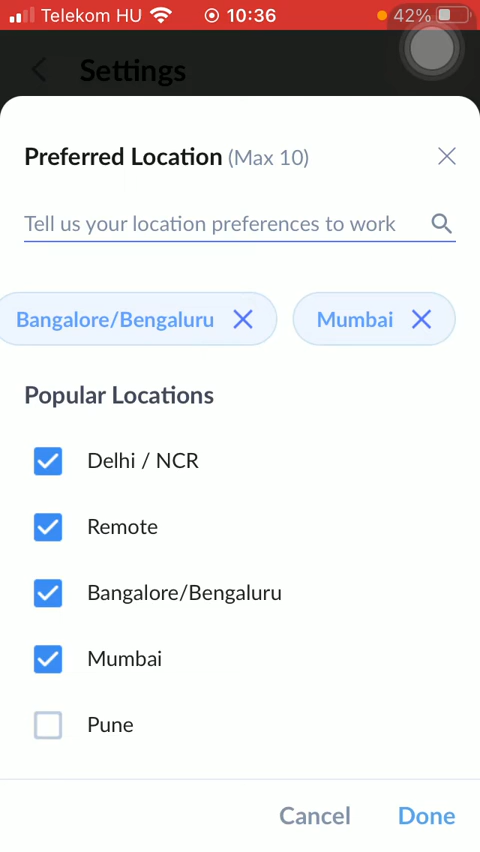 Telekom HU 10:36 42%
Settings
Preferred Location (Max 10)
Tell us your location preferences to work
Bangalore/Bengaluru Mumbai
Popular Locations
Delhi / NCR
Remote
Bangalore/Bengaluru
Mumbai
Pune
Cancel Done